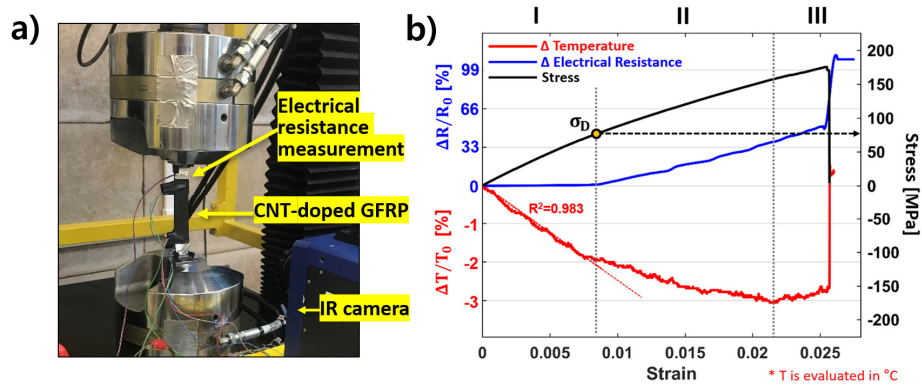 a)
Electrical
resistance
measurement
CNT-doped GFRP
IR camera
b)
I II III
Δ Temperature
Δ Electrical Resistance
Stress
ΔR/R0 [%]
99
66
33
0
ΔT/T0 [%]
-1
-2
-3
σD
R²=0.983
200
150
100
50
0
-50
-100
-150
-200
Stress [MPa]
0 0.005 0.01 0.015 0.02 0.025
Strain
* T is evaluated in °C